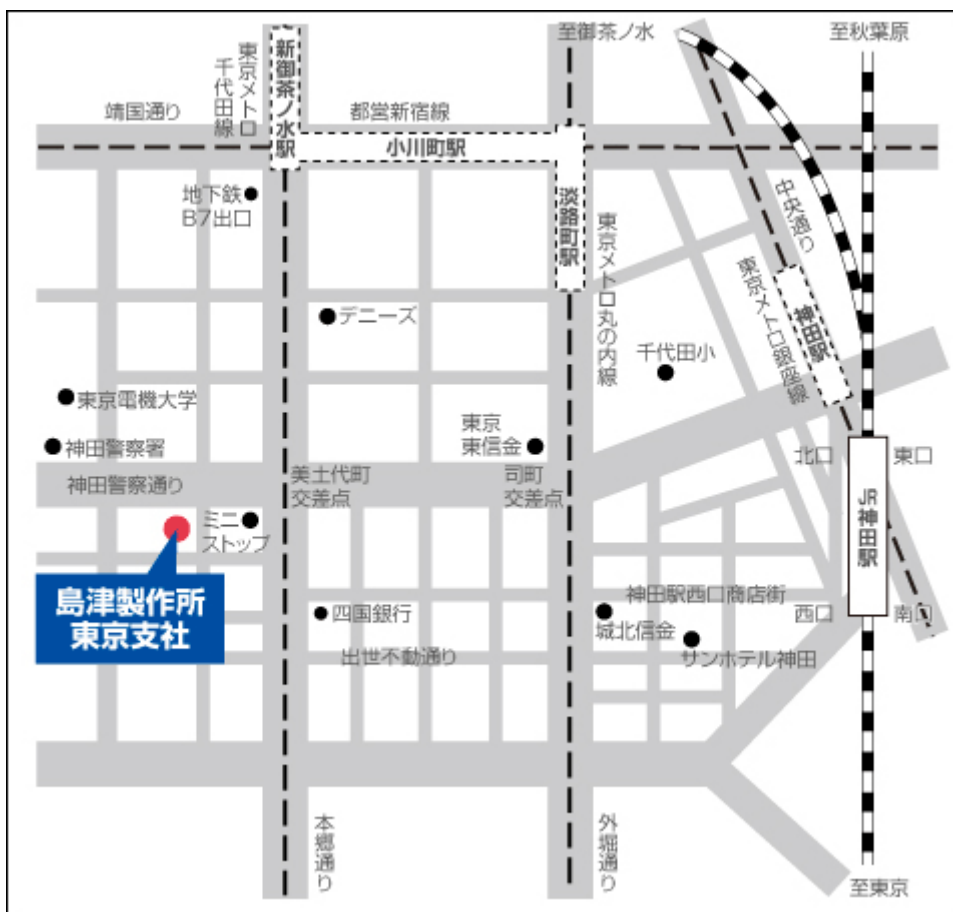 至御茶ノ水
至秋葉原
新御茶ノ水駅
東京メトロ
千代田線
靖国通り
都営新宿線
小川町駅
地下鉄
B7出口
淡路町駅
東京メトロ丸の内線
中央通り
東京メトロ銀座線
神田駅
デニーズ
千代田小
東京電機大学
神田警察署
東京
東信金
北口
東口
神田警察通り
美土代町
交差点
司町
交差点
JR神田駅
ミニ
ストップ
島津製作所
東京支社
四国銀行
神田駅西口商店街
西口
南口
城北信金
出世不動通り
サンホテル神田
本郷通り
外堀通り
至東京